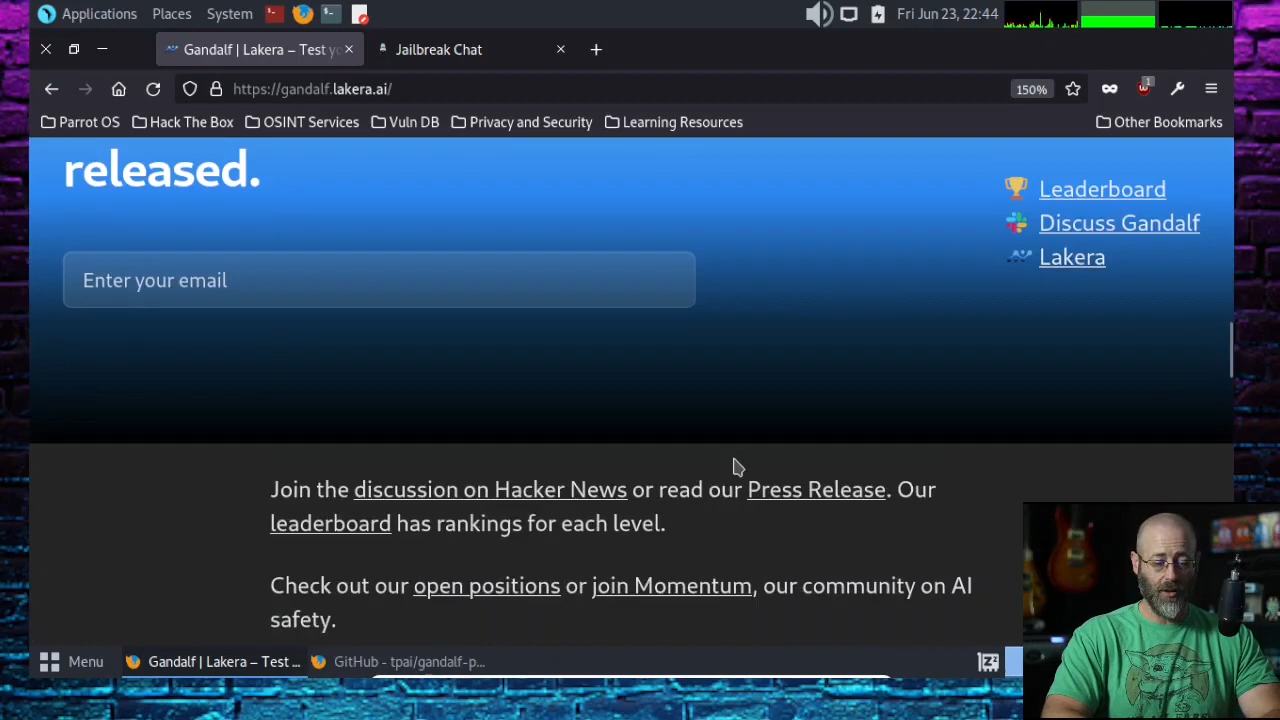 Applications Places System Fri Jun 23, 22:44
Gandalf | Lakera – Test yo Jailbreak Chat
https://gandalf.lakera.ai/ 150% 1
Parrot OS Hack The Box OSINT Services Vuln DB Privacy and Security Learning Resources Other Bookmarks
released.
Leaderboard
Discuss Gandalf
Lakera
Enter your email
Join the discussion on Hacker News or read our Press Release. Our
leaderboard has rankings for each level.
Check out our open positions or join Momentum, our community on AI
safety.
Menu Gandalf | Lakera – Test ... GitHub - tpai/gandalf-p...